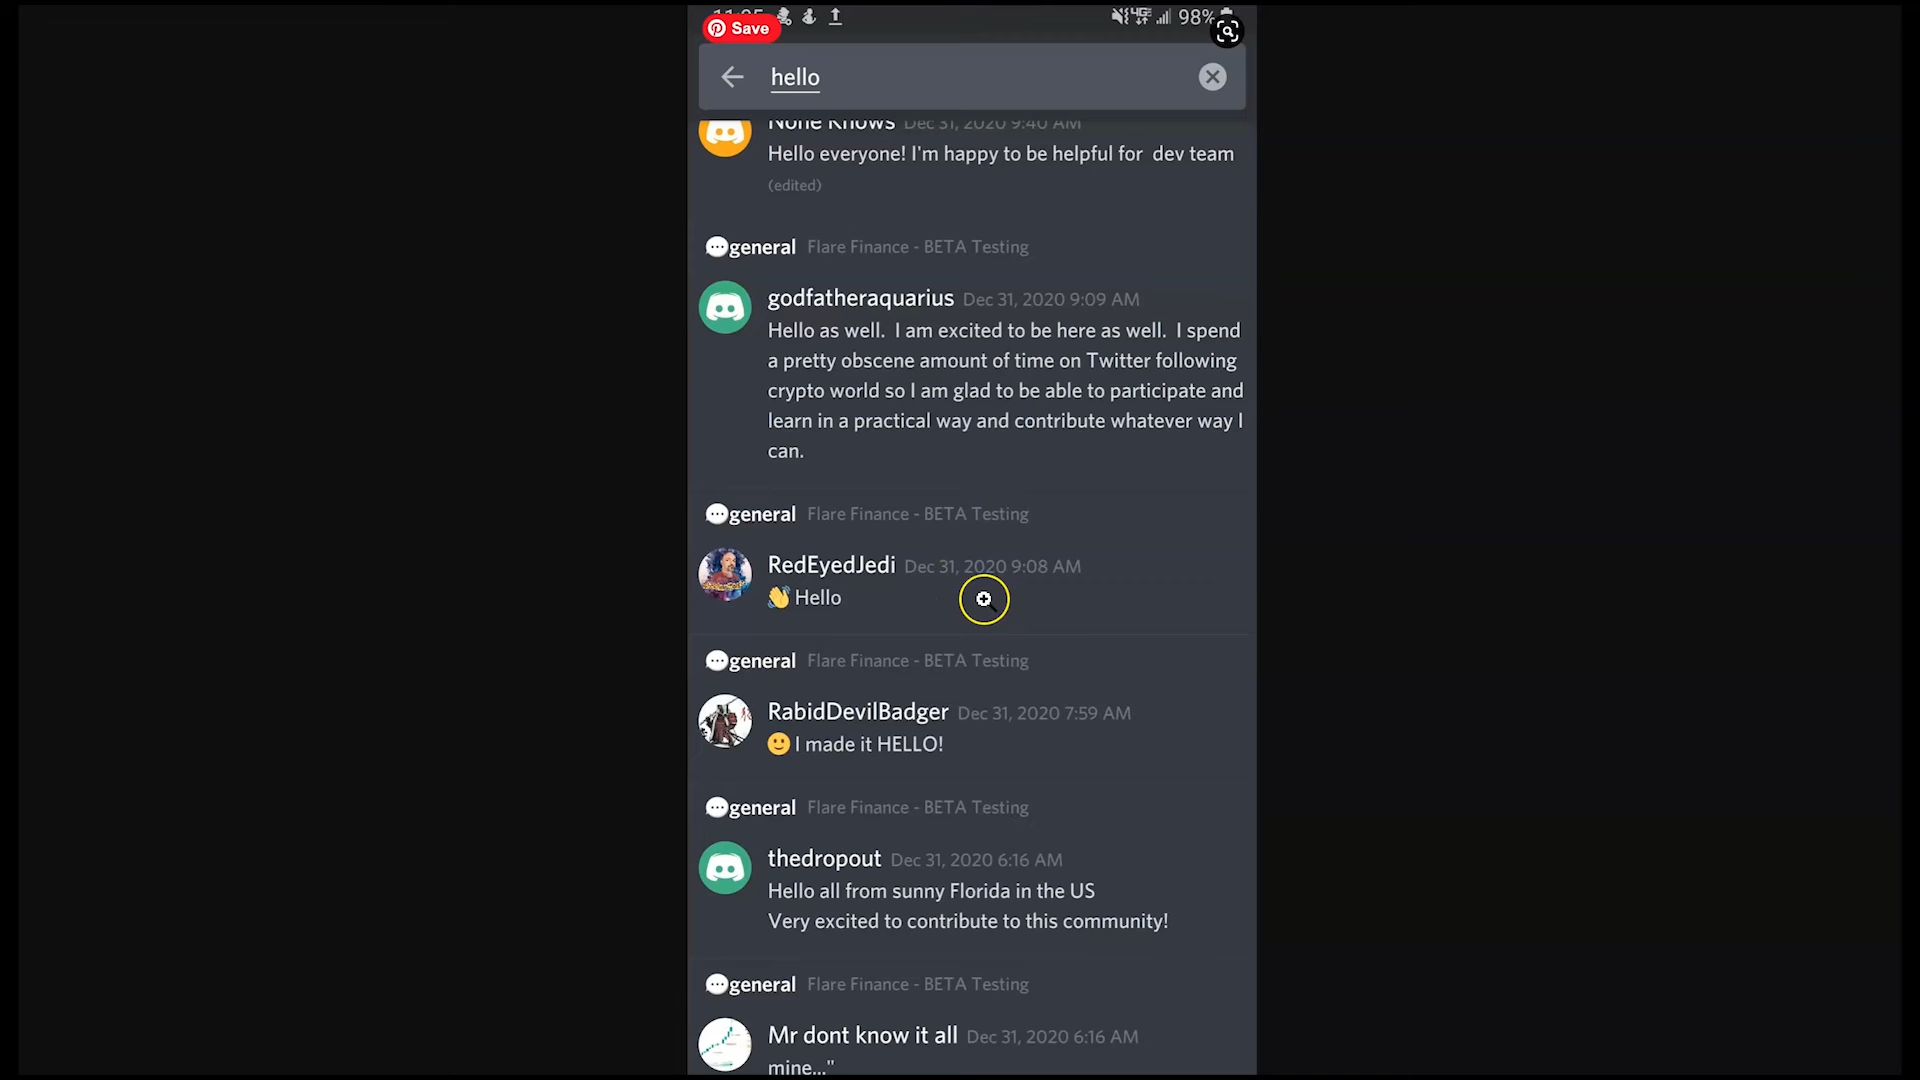 Save
98%
hello
None Knows Dec 31, 2020 9:40 AM
Hello everyone! I'm happy to be helpful for dev team
(edited)
general Flare Finance - BETA Testing
godfatheraquarius Dec 31, 2020 9:09 AM
Hello as well. I am excited to be here as well. I spend
a pretty obscene amount of time on Twitter following
crypto world so I am glad to be able to participate and
learn in a practical way and contribute whatever way I
can.
general Flare Finance - BETA Testing
RedEyedJedi Dec 31, 2020 9:08 AM
👋 Hello
general Flare Finance - BETA Testing
RabidDevilBadger Dec 31, 2020 7:59 AM
🙂 I made it HELLO!
general Flare Finance - BETA Testing
thedropout Dec 31, 2020 6:16 AM
Hello all from sunny Florida in the US
Very excited to contribute to this community!
general Flare Finance - BETA Testing
Mr dont know it all Dec 31, 2020 6:16 AM
mine..."